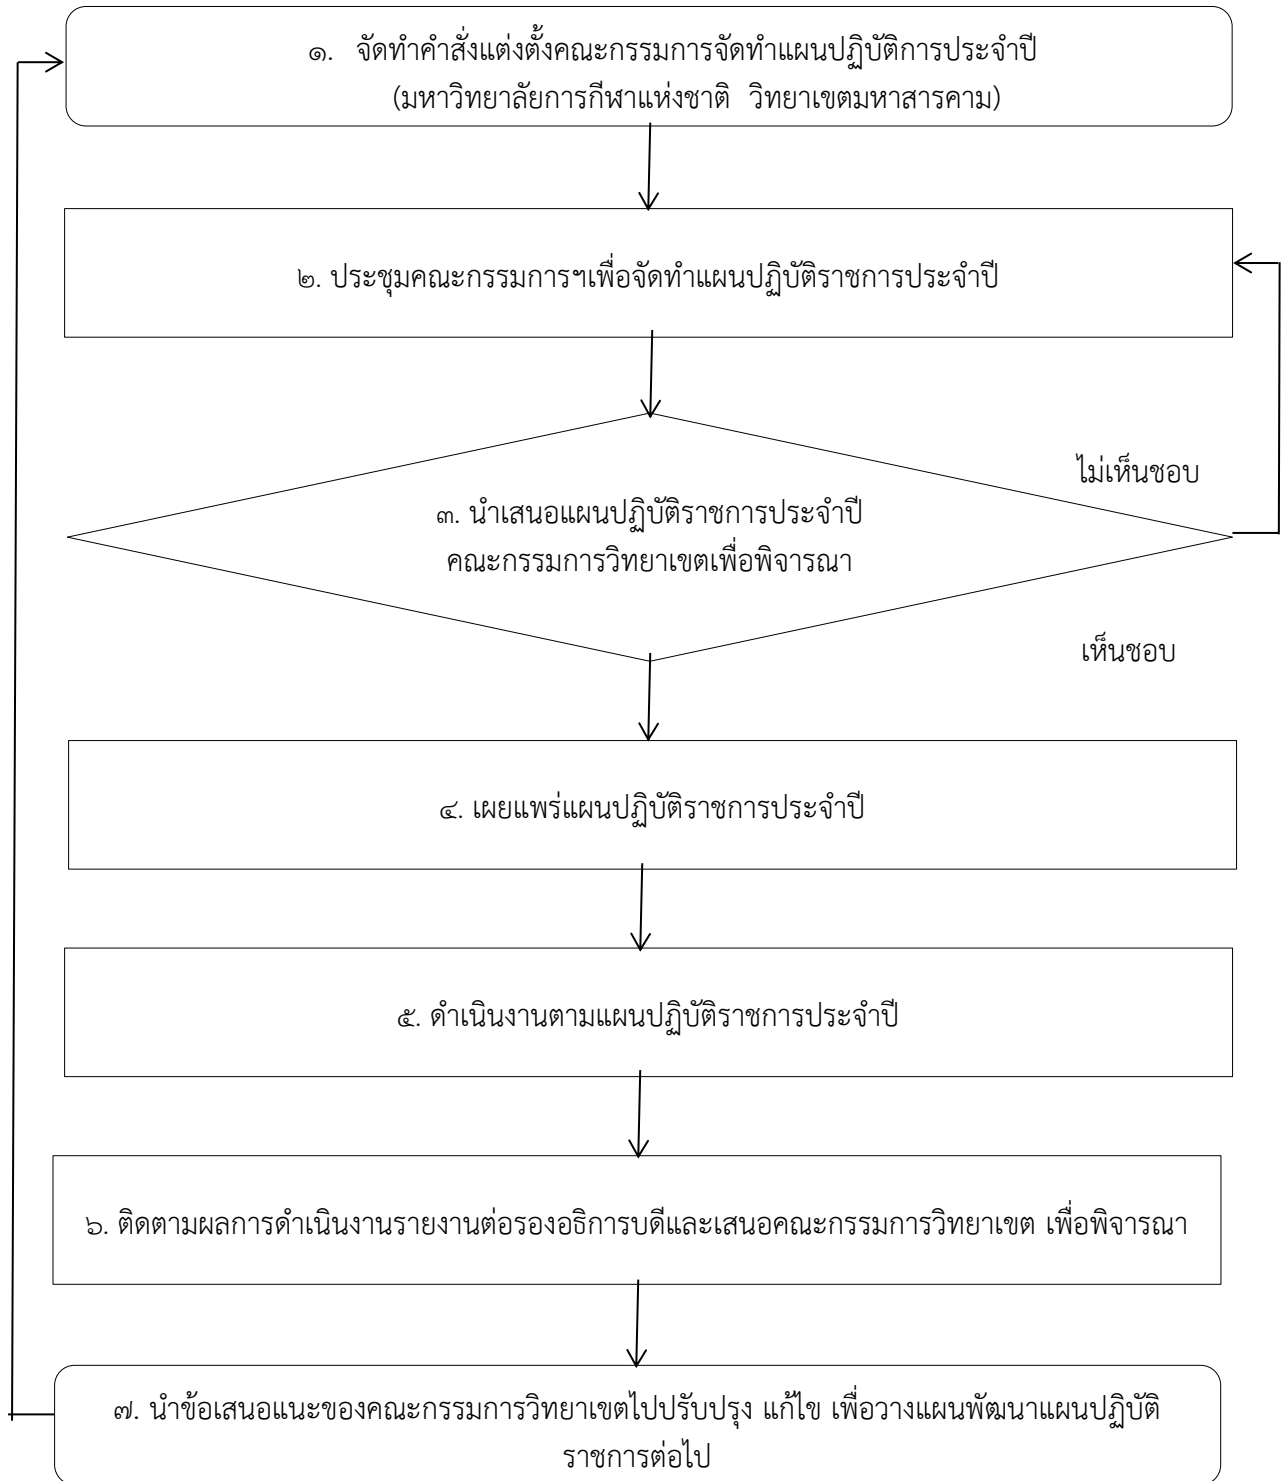 ๑. จัดทำคำสั่งแต่งตั้งคณะกรรมการจัดทำแผนปฏิบัติการประจำปี
(มหาวิทยาลัยการกีฬาแห่งชาติ วิทยาเขตมหาสารคาม)
๒. ประชุมคณะกรรมการฯเพื่อจัดทำแผนปฏิบัติราชการประจำปี
ไม่เห็นชอบ
๓. นำเสนอแผนปฏิบัติราชการประจำปี
คณะกรรมการวิทยาเขตเพื่อพิจารณา
เห็นชอบ
๔. เผยแพร่แผนปฏิบัติราชการประจำปี
๕. ดำเนินงานตามแผนปฏิบัติราชการประจำปี
๖. ติดตามผลการดำเนินงานรายงานต่อรองอธิการบดีและเสนอคณะกรรมการวิทยาเขต เพื่อพิจารณา
๗. นำข้อเสนอแนะของคณะกรรมการวิทยาเขตไปปรับปรุง แก้ไข เพื่อวางแผนพัฒนาแผนปฏิบัติ
ราชการต่อไป